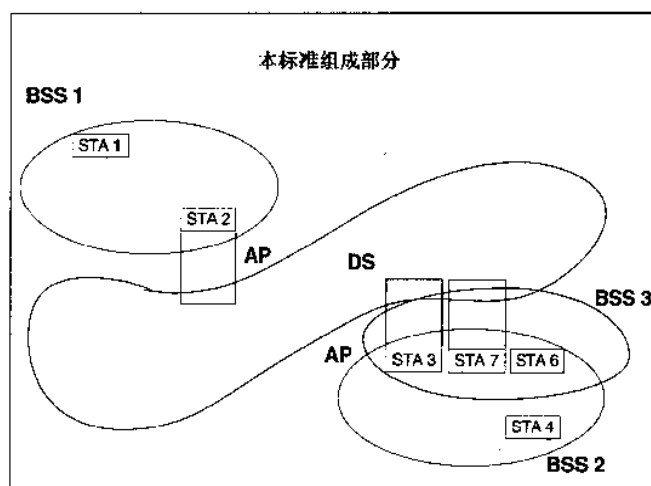 本标准组成部分
BSS 1
STA 1
STA 2
AP
DS
BSS 3
AP
STA 3
STA 7
STA 6
STA 4
BSS 2